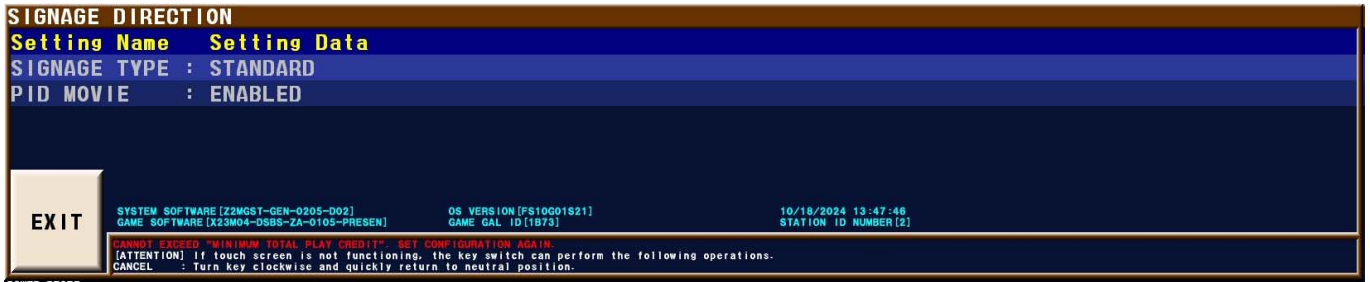 SIGNAGE DIRECTION
Setting Name Setting Data
SIGNAGE TYPE : STANDARD
PID MOVIE : ENABLED
EXIT
SYSTEM SOFTWARE[Z2MGST-GEN-0205-D02] OS VERSION[FS10G01S21] 10/18/2024 13:47:46
GAME SOFTWARE[X23M04-DSBS-ZA-0105-PRESEN] GAME GAL ID[1B73] STATION ID NUMBER[2]
CANNOT EXCEED "MINIMUM TOTAL PLAY CREDIT". SET CONFIGURATION AGAIN.
[ATTENTION] If touch screen is not functioning, the key switch can perform the following operations.
CANCEL : Turn key clockwise and quickly return to neutral position.